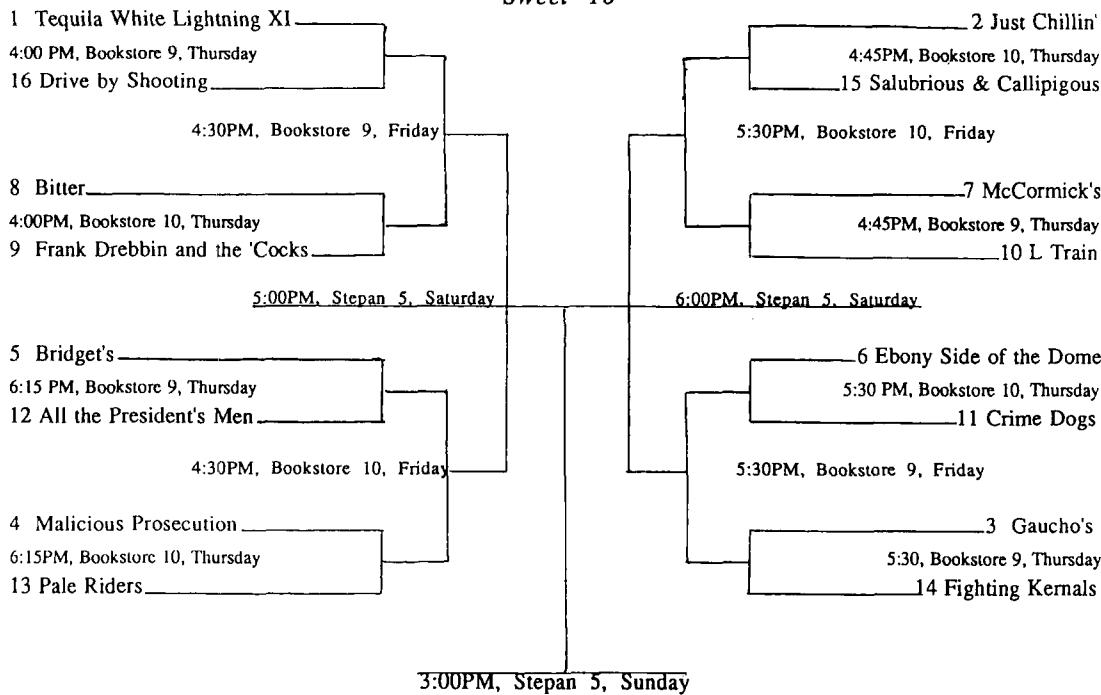 Sweet 16
1 Tequila White Lightning XI
4:00 PM, Bookstore 9, Thursday
16 Drive by Shooting
4:30PM, Bookstore 9, Friday
8 Bitter
4:00PM, Bookstore 10, Thursday
9 Frank Drebbin and the 'Cocks
5:00PM, Stepan 5, Saturday
5 Bridget's
6:15 PM, Bookstore 9, Thursday
12 All the President's Men
4:30PM, Bookstore 10, Friday
4 Malicious Prosecution
6:15PM, Bookstore 10, Thursday
13 Pale Riders
2 Just Chillin'
4:45PM, Bookstore 10, Thursday
15 Salubrious & Callipigous
5:30PM, Bookstore 10, Friday
7 McCormick's
4:45PM, Bookstore 9, Thursday
10 L Train
6:00PM, Stepan 5, Saturday
6 Ebony Side of the Dome
5:30 PM, Bookstore 10, Thursday
11 Crime Dogs
5:30PM, Bookstore 9, Friday
3 Gaucho's
5:30, Bookstore 9, Thursday
14 Fighting Kernals
3:00PM, Stepan 5, Sunday